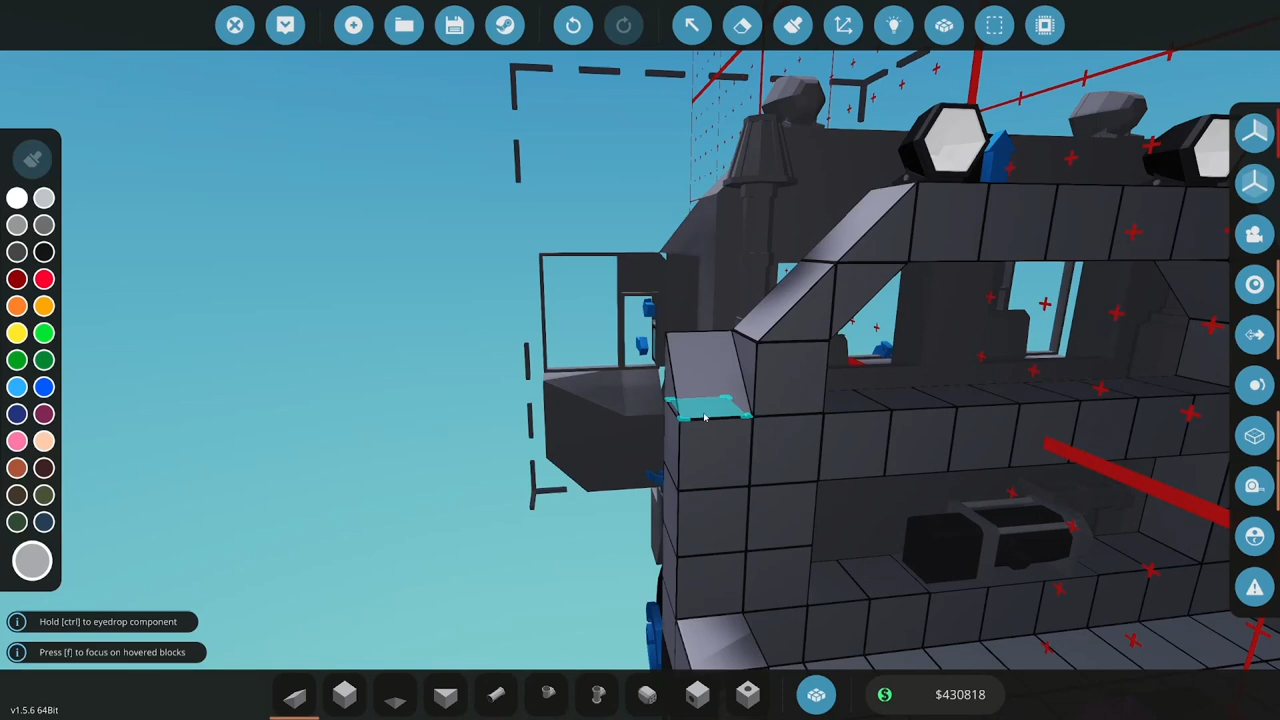 Hold [ctrl] to eyedrop component
Press [f] to focus on hovered blocks
v1.5.6 64Bit
$ $430818